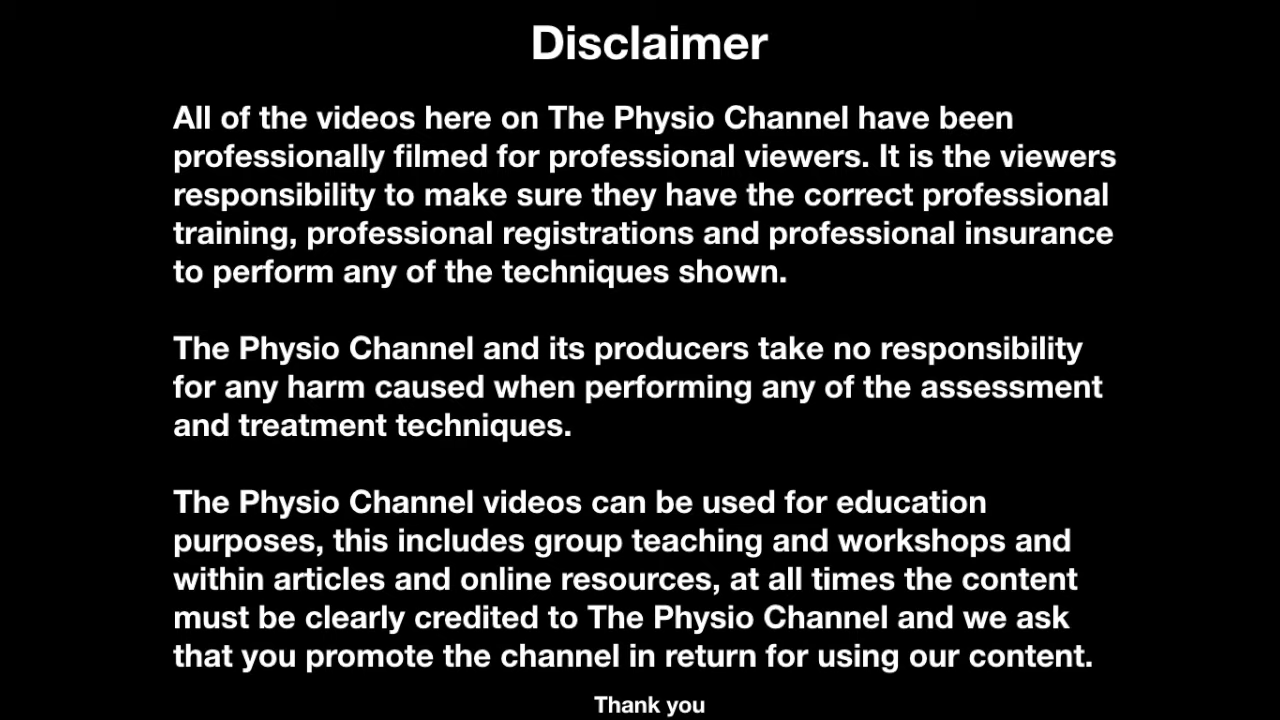 Disclaimer
All of the videos here on The Physio Channel have been
professionally filmed for professional viewers. It is the viewers
responsibility to make sure they have the correct professional
training, professional registrations and professional insurance
to perform any of the techniques shown.
The Physio Channel and its producers take no responsibility
for any harm caused when performing any of the assessment
and treatment techniques.
The Physio Channel videos can be used for education
purposes, this includes group teaching and workshops and
within articles and online resources, at all times the content
must be clearly credited to The Physio Channel and we ask
that you promote the channel in return for using our content.
Thank you